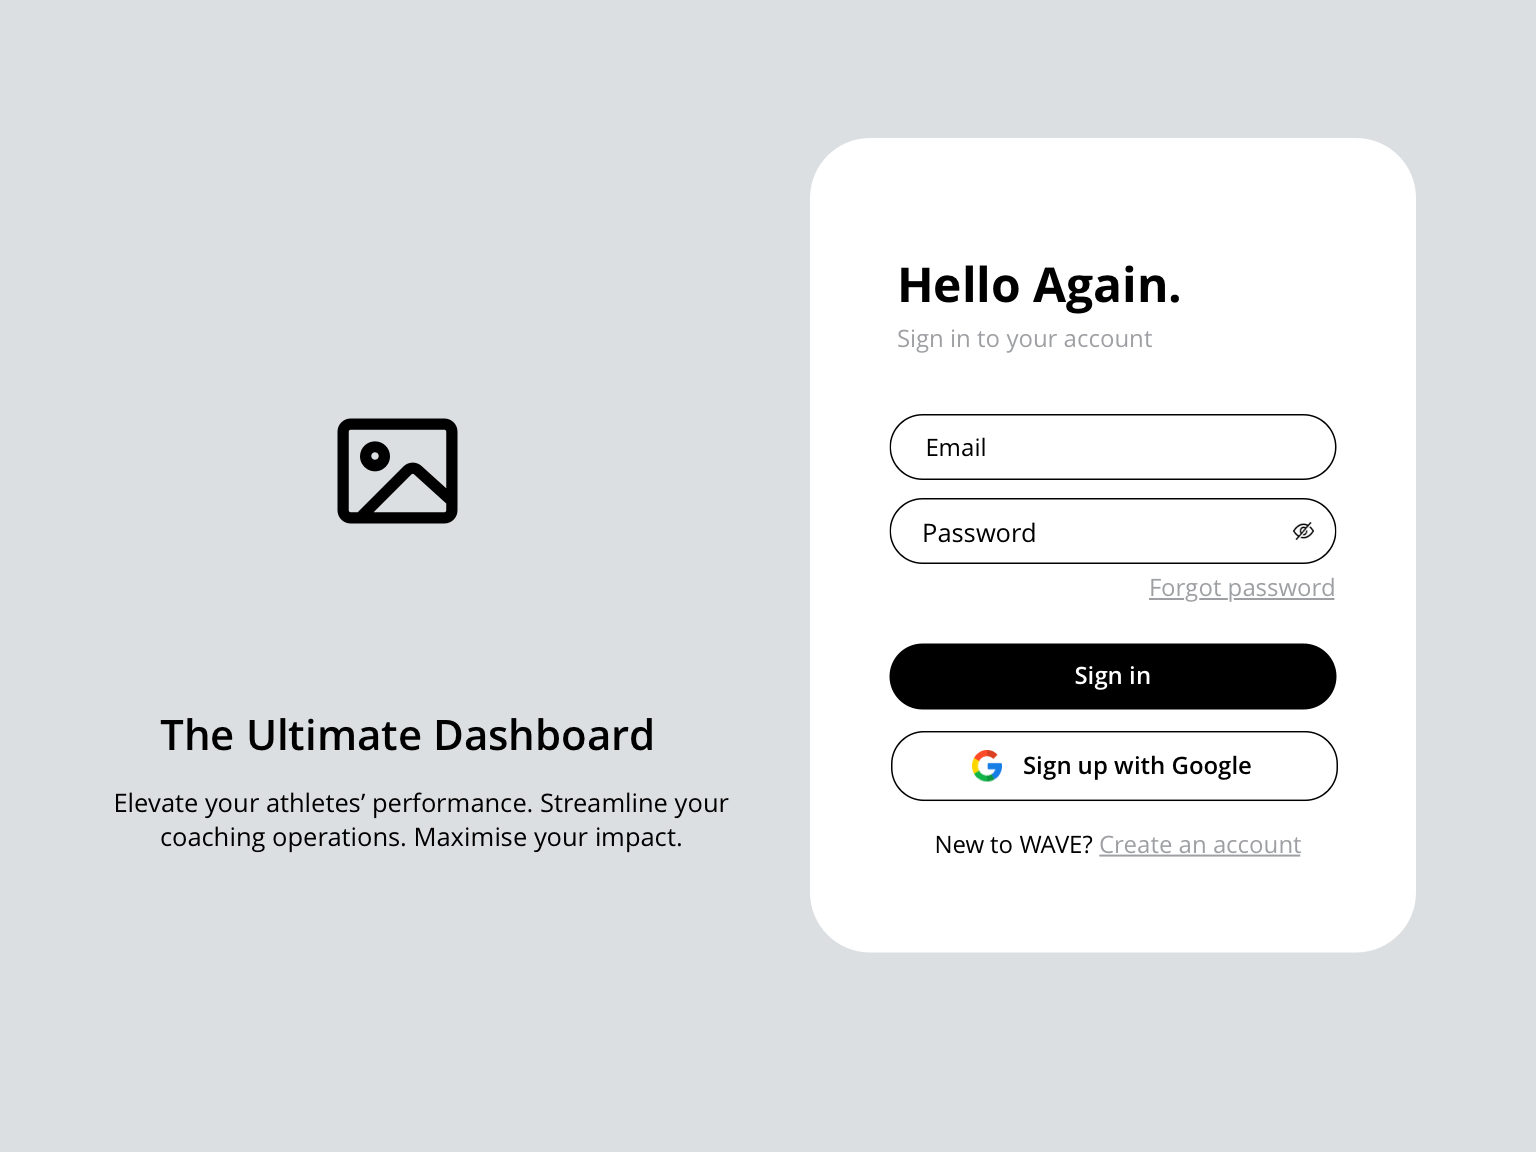 The Ultimate Dashboard
Elevate your athletes’ performance. Streamline your
coaching operations. Maximise your impact.
Hello Again.
Sign in to your account
Email
Password
Forgot password
Sign in
Sign up with Google
New to WAVE? Create an account